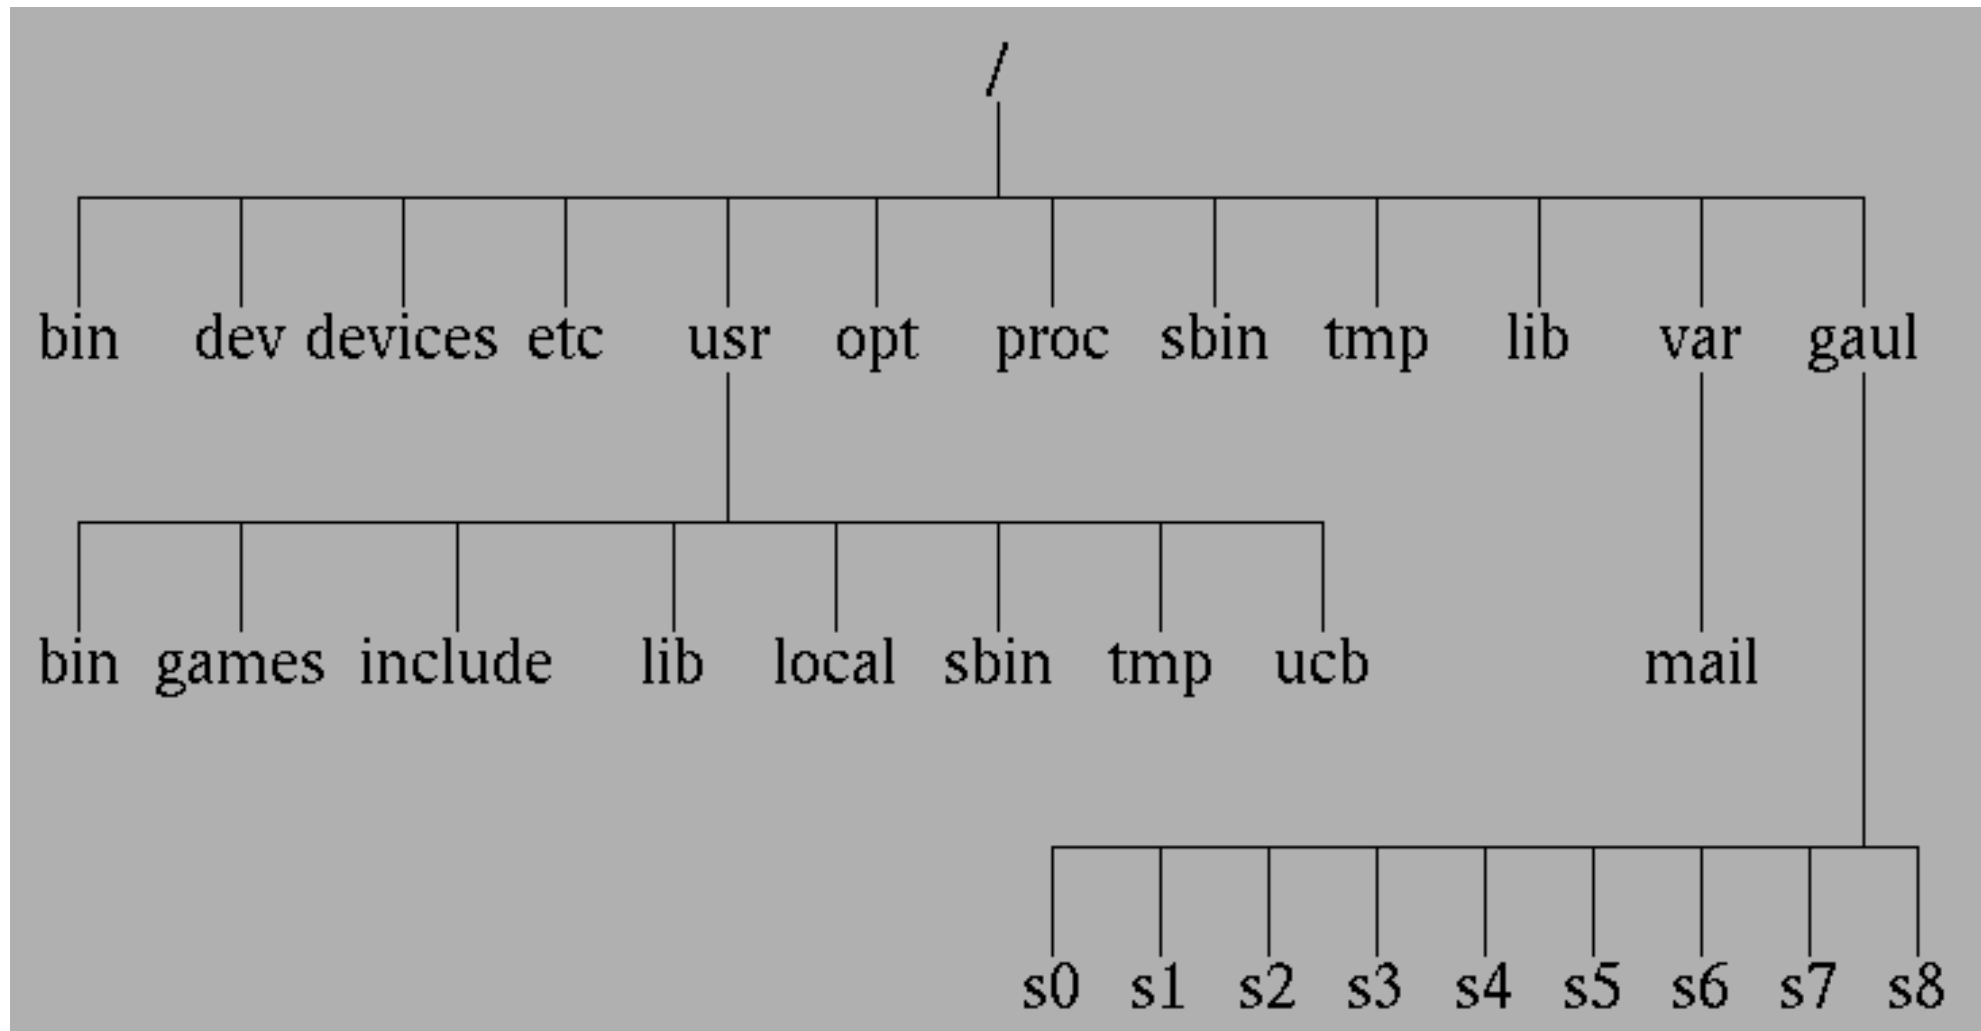 /
bin dev devices etc usr opt proc sbin tmp lib var gaul
bin games include lib local sbin tmp ucb mail
s0 s1 s2 s3 s4 s5 s6 s7 s8